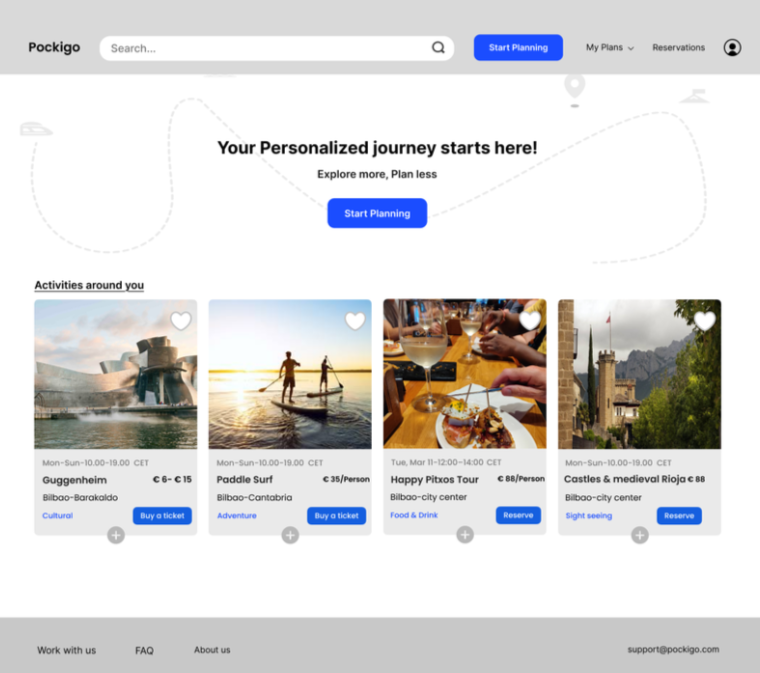 Pockigo
Search...
Start Planning
My Plans
Reservations
Your Personalized journey starts here!
Explore more, Plan less
Start Planning
Activities around you
Mon-Sun-10.00-19.00 CET
Guggenheim € 6- € 15
Bilbao-Barakaldo
Cultural Buy a ticket
Mon-Sun-10.00-19.00 CET
Paddle Surf € 35/Person
Bilbao-Cantabria
Adventure Buy a ticket
Tue, Mar 11-12:00-14:00 CET
Happy Pitxos Tour € 88/Person
Bilbao-city center
Food & Drink Reserve
Mon-Sun-10.00-19.00 CET
Castles & medieval Rioja € 88
Bilbao-city center
Sight seeing Reserve
Work with us
FAQ
About us
support@pockigo.com